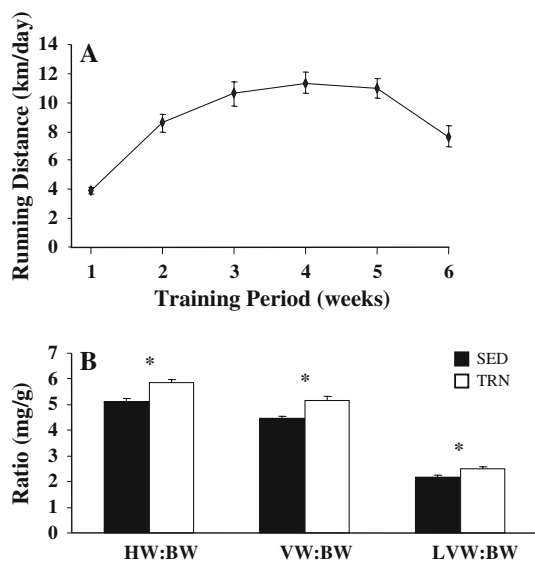 A
Running Distance (km/day)
14
12
10
8
6
4
2
0
1 2 3 4 5 6
Training Period (weeks)
B
Ratio (mg/g)
7
6
5
4
3
2
1
0
* * *
SED
TRN
HW:BW VW:BW LVW:BW